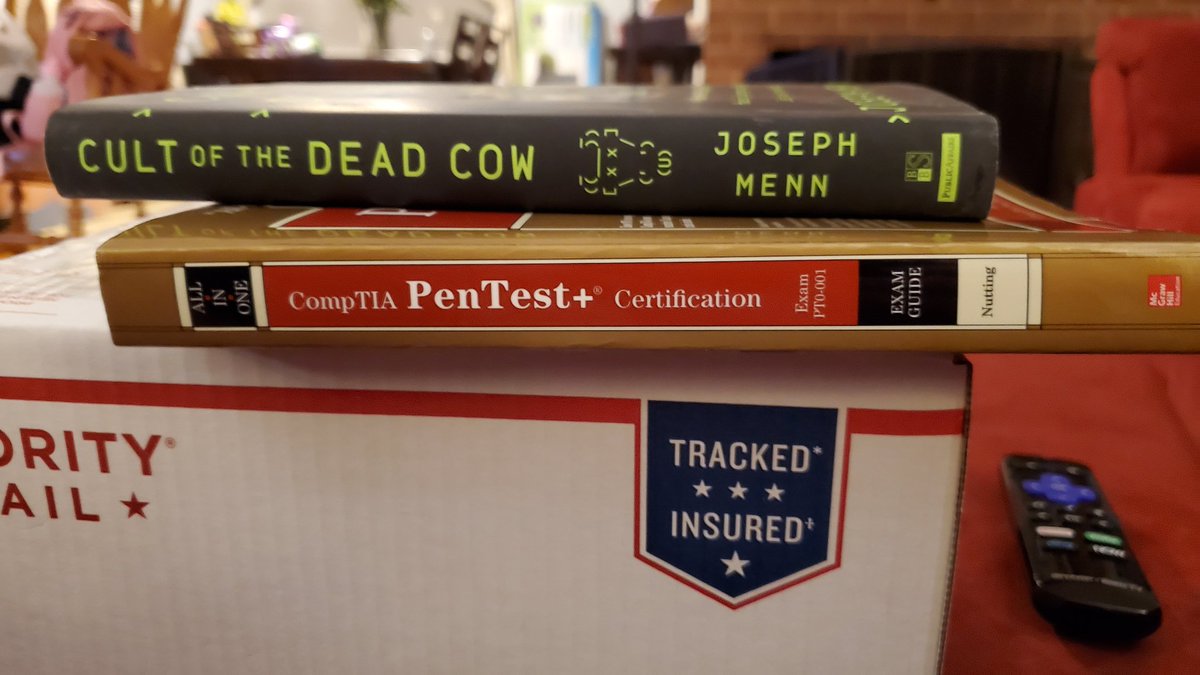 CULT OF THE DEAD COW
JOSEPH
MENN
B
B S
PUBLICAFFAIRS
ALL
IN
ONE
CompTIA PenTest+® Certification
Exam
PT0-001
EXAM
GUIDE
Nutting
Mc
Graw
Hill
Education
ORITY®
AIL ★
TRACKED*
★ ★ ★
INSURED†
★